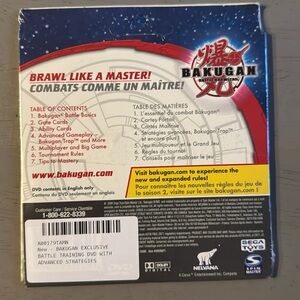 爆
BAKUGAN
BATTLE BRAWLERS
BRAWL LIKE A MASTER!
COMBATS COMME UN MAÎTRE!
TABLE OF CONTENTS
1. Bakugan® Battle Basics
2. Gate Cards
3. Ability Cards
4. Advanced Gameplay -
Bakugan® Trap™ and More
5. Multiplayer and Big Game
6. Tournament Rules
7. Tips to Master
TABLE DES MATIÈRES
1. L'essentiel du combat Bakugan®
2. Cartes Portail
3. Cartes Maîtrise
4. Stratégies avancées, Bakugan® Trap™
et encore plus
5. Jeu multijoueur et le Grand Jeu
6. Règles du tournoi
7. Conseils pour maîtriser le jeu
www.bakugan.com
DVD contents in English only
Contenu du DVD seulement en anglais
Visit bakugan.com to experience the
new and expanded rules!
Pour connaître les nouvelles règles du jeu de
la saison 2, visite le site bakugan.com !
Customer Care / Service Clientèle
1-800-622-8339
New - BAKUGAN EXCLUSIVE
BATTLE TRAINING DVD WITH
ADVANCED STRATEGIES
DVD
DOLBY
NELVANA
SEGA TOYS
SPIN MASTER